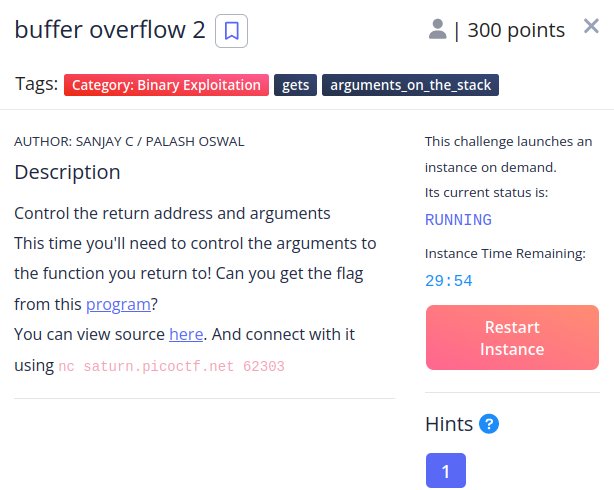 buffer overflow 2
| 300 points
Tags: Category: Binary Exploitation gets arguments_on_the_stack
AUTHOR: SANJAY C / PALASH OSWAL
Description
Control the return address and arguments
This time you'll need to control the arguments to
the function you return to! Can you get the flag
from this program?
You can view source here. And connect with it
using nc saturn.picoctf.net 62303
This challenge launches an
instance on demand.
Its current status is:
RUNNING
Instance Time Remaining:
29:54
Restart
Instance
Hints ?
1